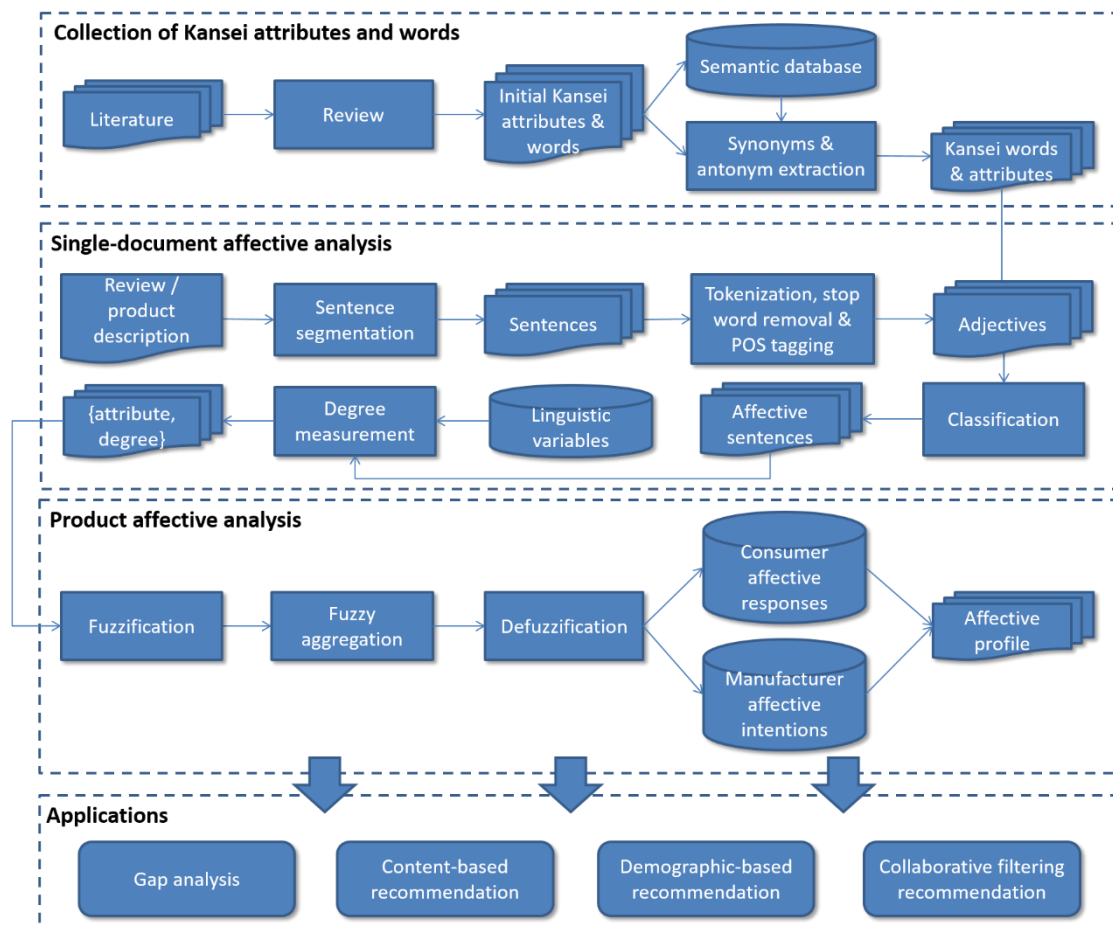 Collection of Kansei attributes and words
Literature
Review
Initial Kansei
attributes &
words
Semantic database
Synonyms &
antonym extraction
Kansei words
& attributes
Single-document affective analysis
Review /
product
description
Sentence
segmentation
Sentences
Tokenization, stop
word removal &
POS tagging
Adjectives
{attribute,
degree}
Degree
measurement
Linguistic
variables
Affective
sentences
Classification
Product affective analysis
Fuzzification
Fuzzy
aggregation
Defuzzification
Consumer
affective
responses
Manufacturer
affective
intentions
Affective
profile
Applications
Gap analysis
Content-based
recommendation
Demographic-based
recommendation
Collaborative filtering
recommendation